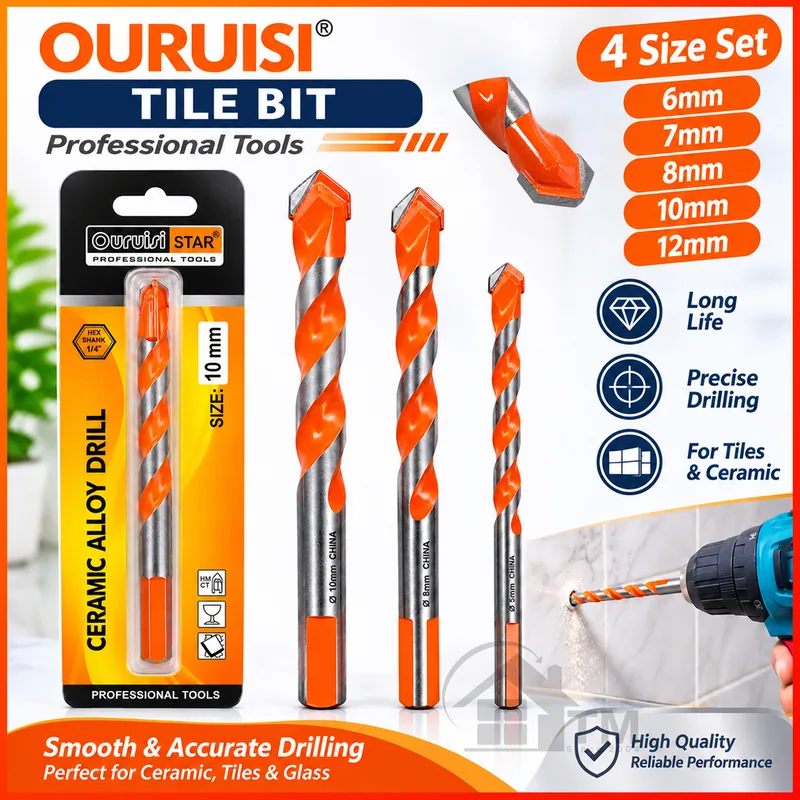 OURUISI®
TILE BIT
Professional Tools
4 Size Set
6mm
7mm
8mm
10mm
12mm
Ouruisi STAR®
PROFESSIONAL TOOLS
HEX
SHANK
1/4"
SIZE: 10 mm
CERAMIC ALLOY DRILL
HM
CT
PROFESSIONAL TOOLS
Ø 10mm CHINA
Ø 8mm CHINA
Ø 5mm CHINA
Long
Life
Precise
Drilling
For Tiles
& Ceramic
Smooth & Accurate Drilling
Perfect for Ceramic, Tiles & Glass
High Quality
Reliable Performance